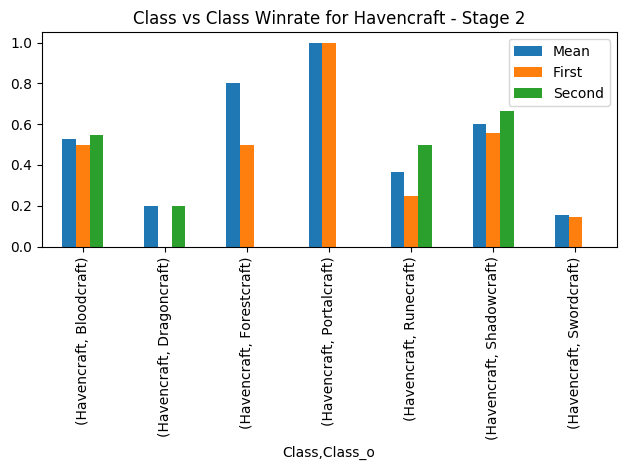 Class vs Class Winrate for Havencraft - Stage 2
1.0
0.8
0.6
0.4
0.2
0.0
Mean
First
Second
(Havencraft, Bloodcraft)
(Havencraft, Dragoncraft)
(Havencraft, Forestcraft)
(Havencraft, Portalcraft)
(Havencraft, Runecraft)
(Havencraft, Shadowcraft)
(Havencraft, Swordcraft)
Class,Class_o